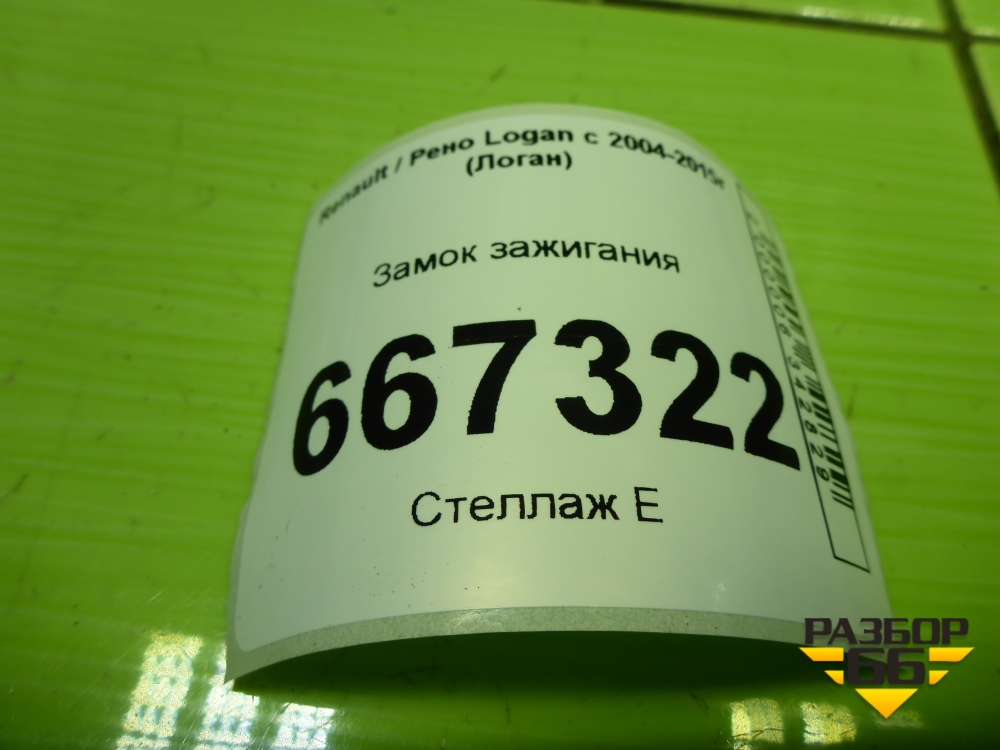 Renault / Рено Logan с 2004-2015г
(Логан)
Замок зажигания
667322
Стеллаж Е
РАЗБОР
66